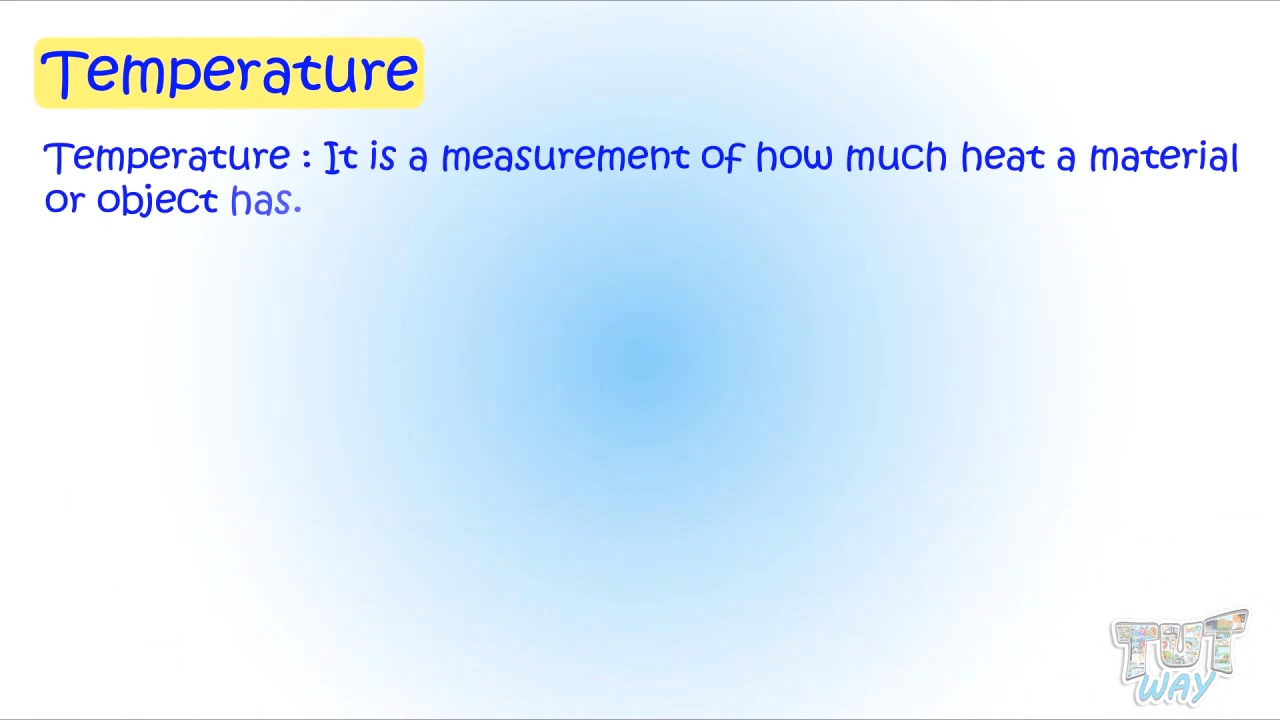 Temperature
Temperature : It is a measurement of how much heat a material
or object has.
TUT
WAY